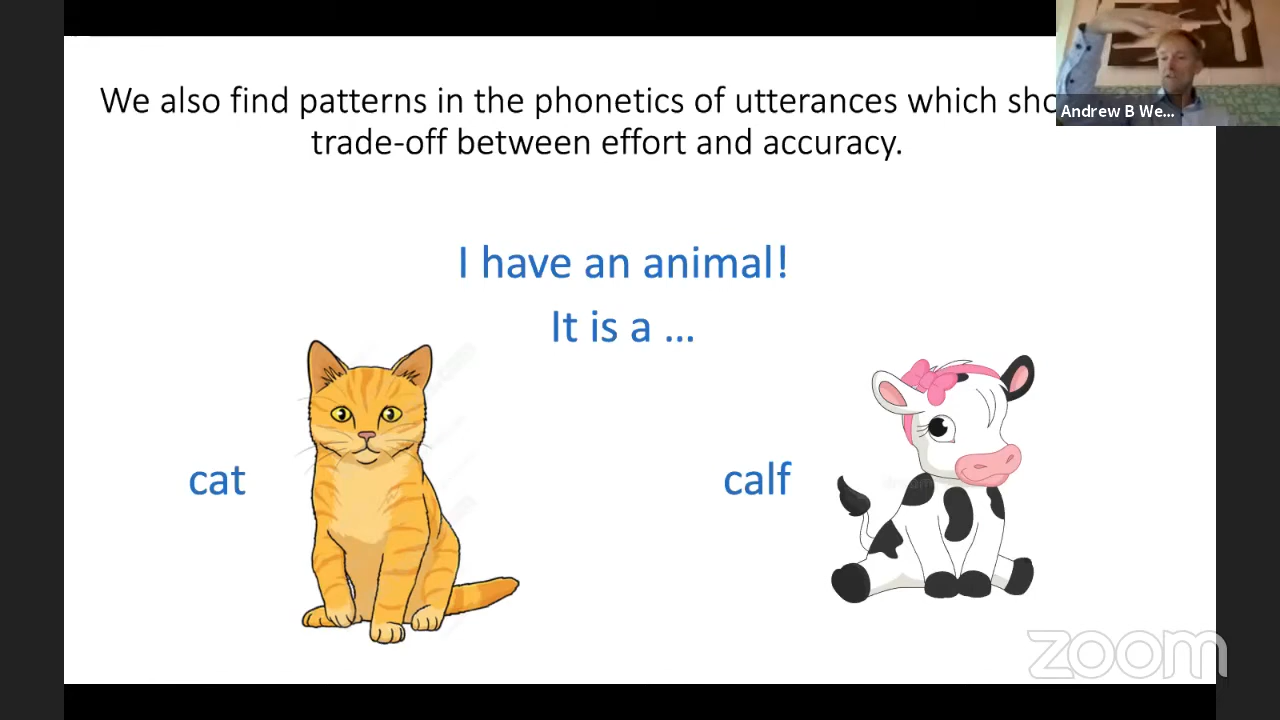 We also find patterns in the phonetics of utterances which
trade-off between effort and accuracy.
Andrew B We...
I have an animal!
It is a ...
cat
calf
zoom